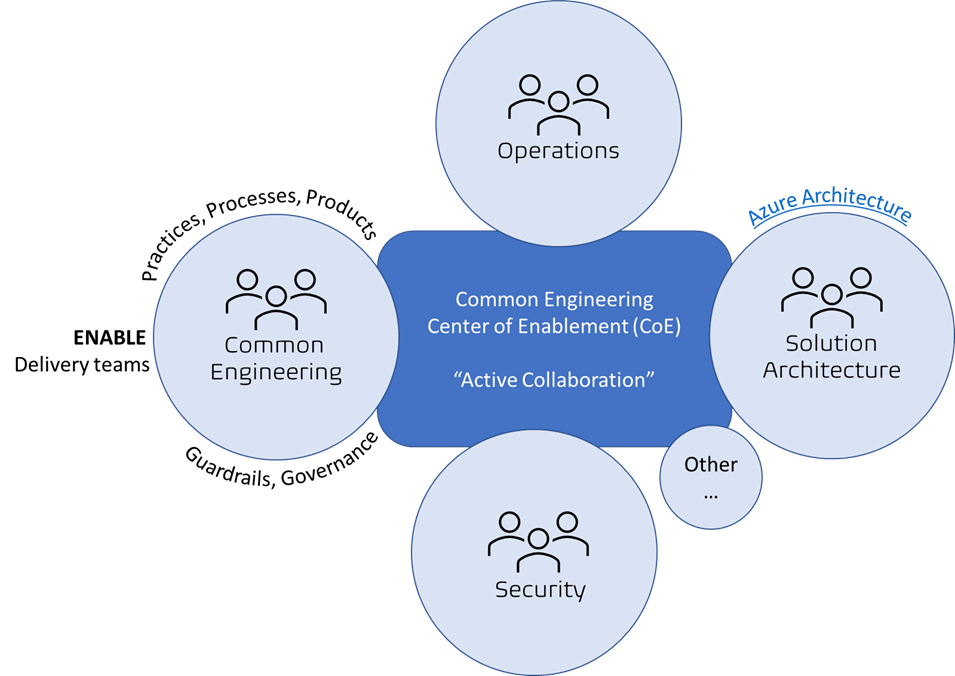 Operations
Practices, Processes, Products
Azure Architecture
Common Engineering
Center of Enablement (CoE)
“Active Collaboration”
ENABLE
Delivery teams
Common
Engineering
Solution
Architecture
Guardrails, Governance
Other
...
Security